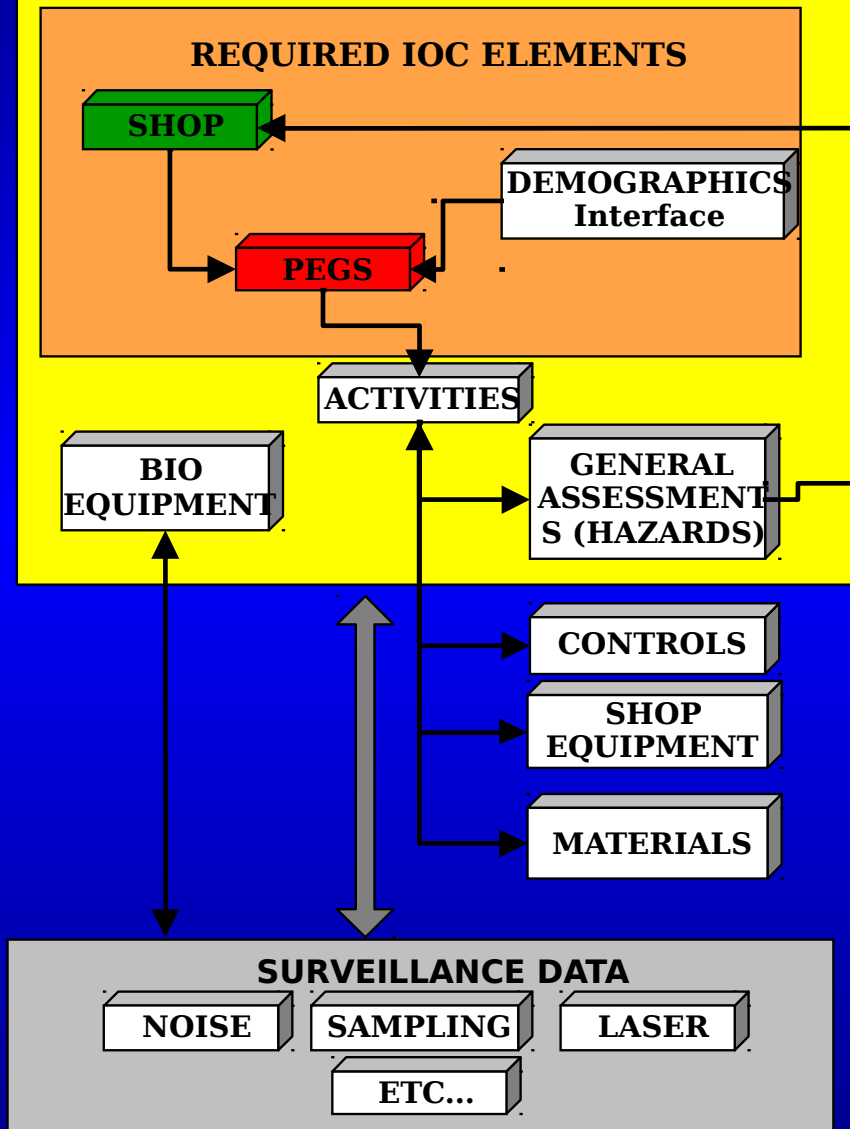 REQUIRED IOC ELEMENTS
SHOP
DEMOGRAPHICS
Interface
PEGS
ACTIVITIES
BIO
EQUIPMENT
GENERAL
ASSESSMENT
S (HAZARDS)
CONTROLS
SHOP
EQUIPMENT
MATERIALS
SURVEILLANCE DATA
NOISE
SAMPLING
LASER
ETC...